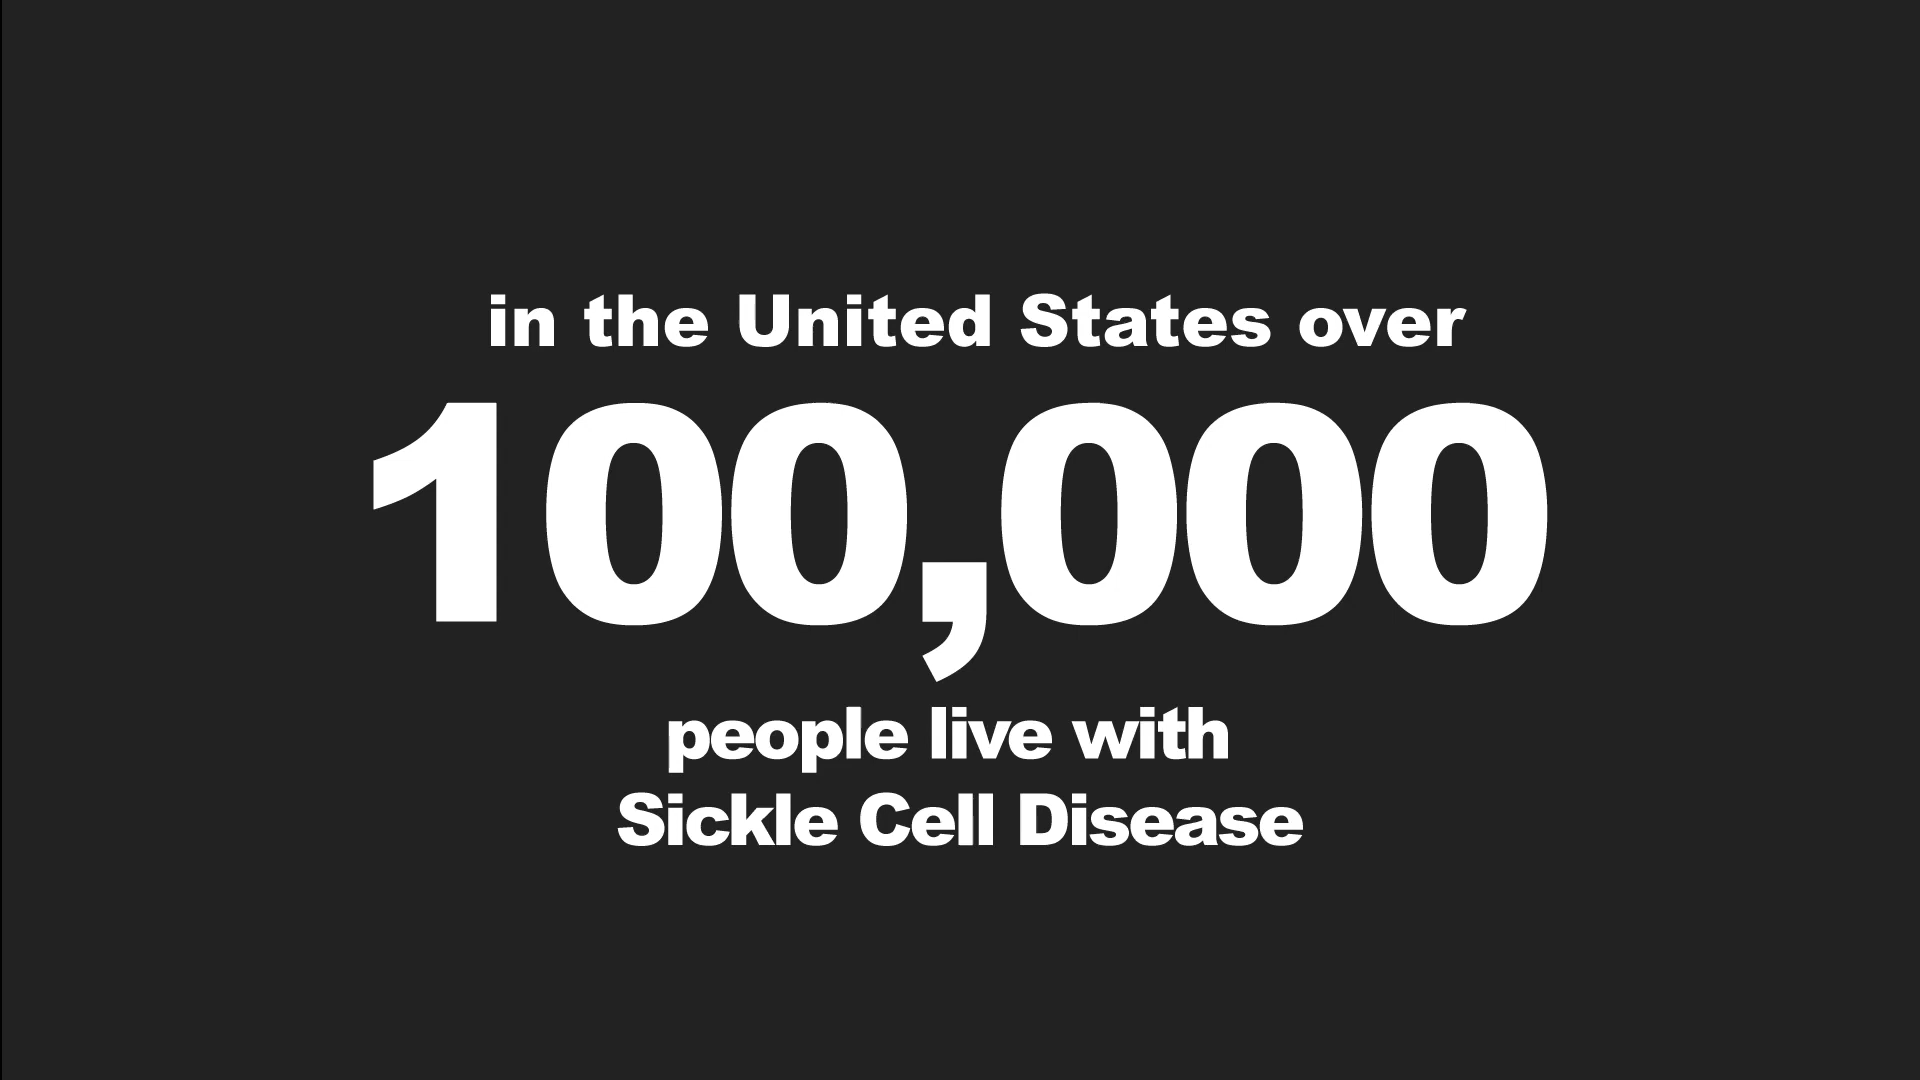 in the United States over
100,000
people live with
Sickle Cell Disease